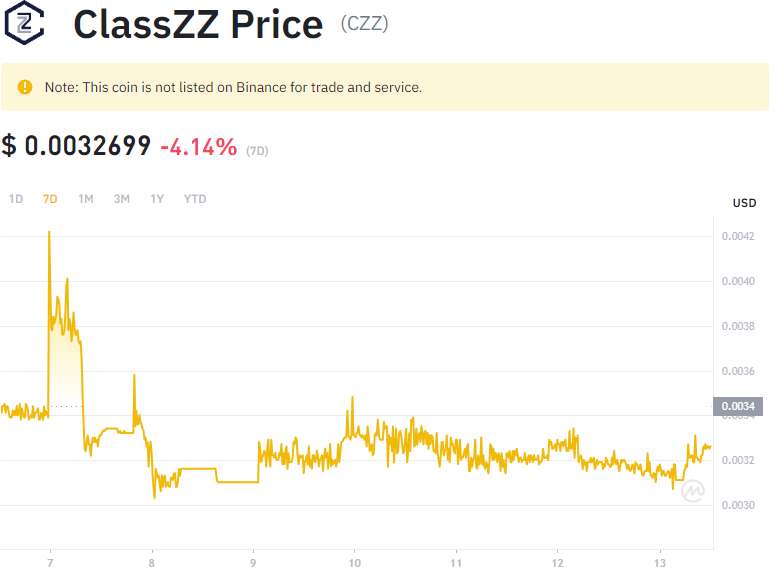 ClassZZ Price (CZZ)
Note: This coin is not listed on Binance for trade and service.
$ 0.0032699 -4.14% (7D)
1D 7D 1M 3M 1Y YTD
USD
0.0042
0.0040
0.0038
0.0036
0.0034
0.0034
0.0032
0.0030
7 8 9 10 11 12 13